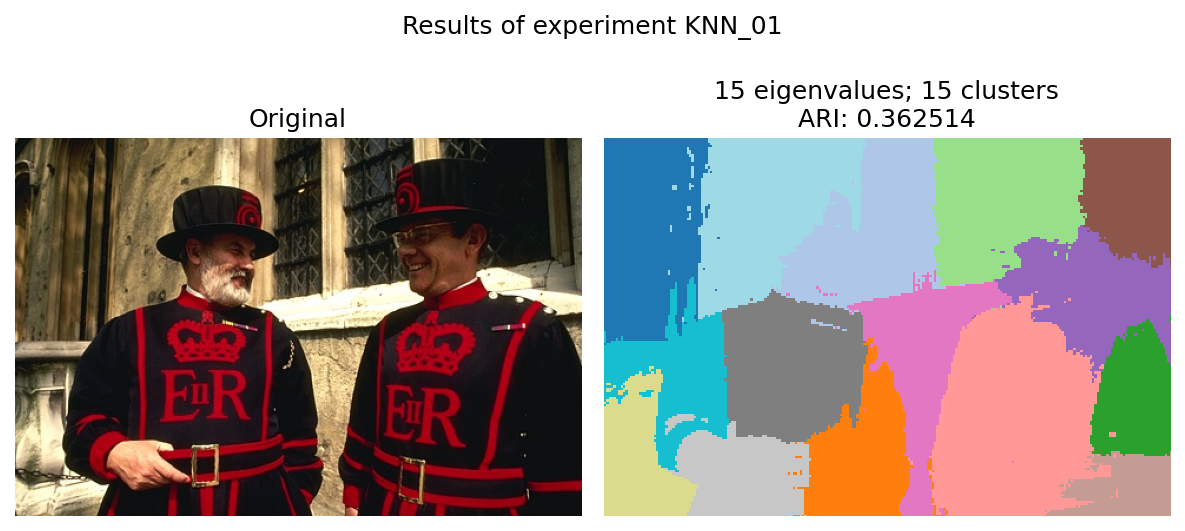 Results of experiment KNN_01
Original
15 eigenvalues; 15 clusters
ARI: 0.362514
EIIR
EIIR